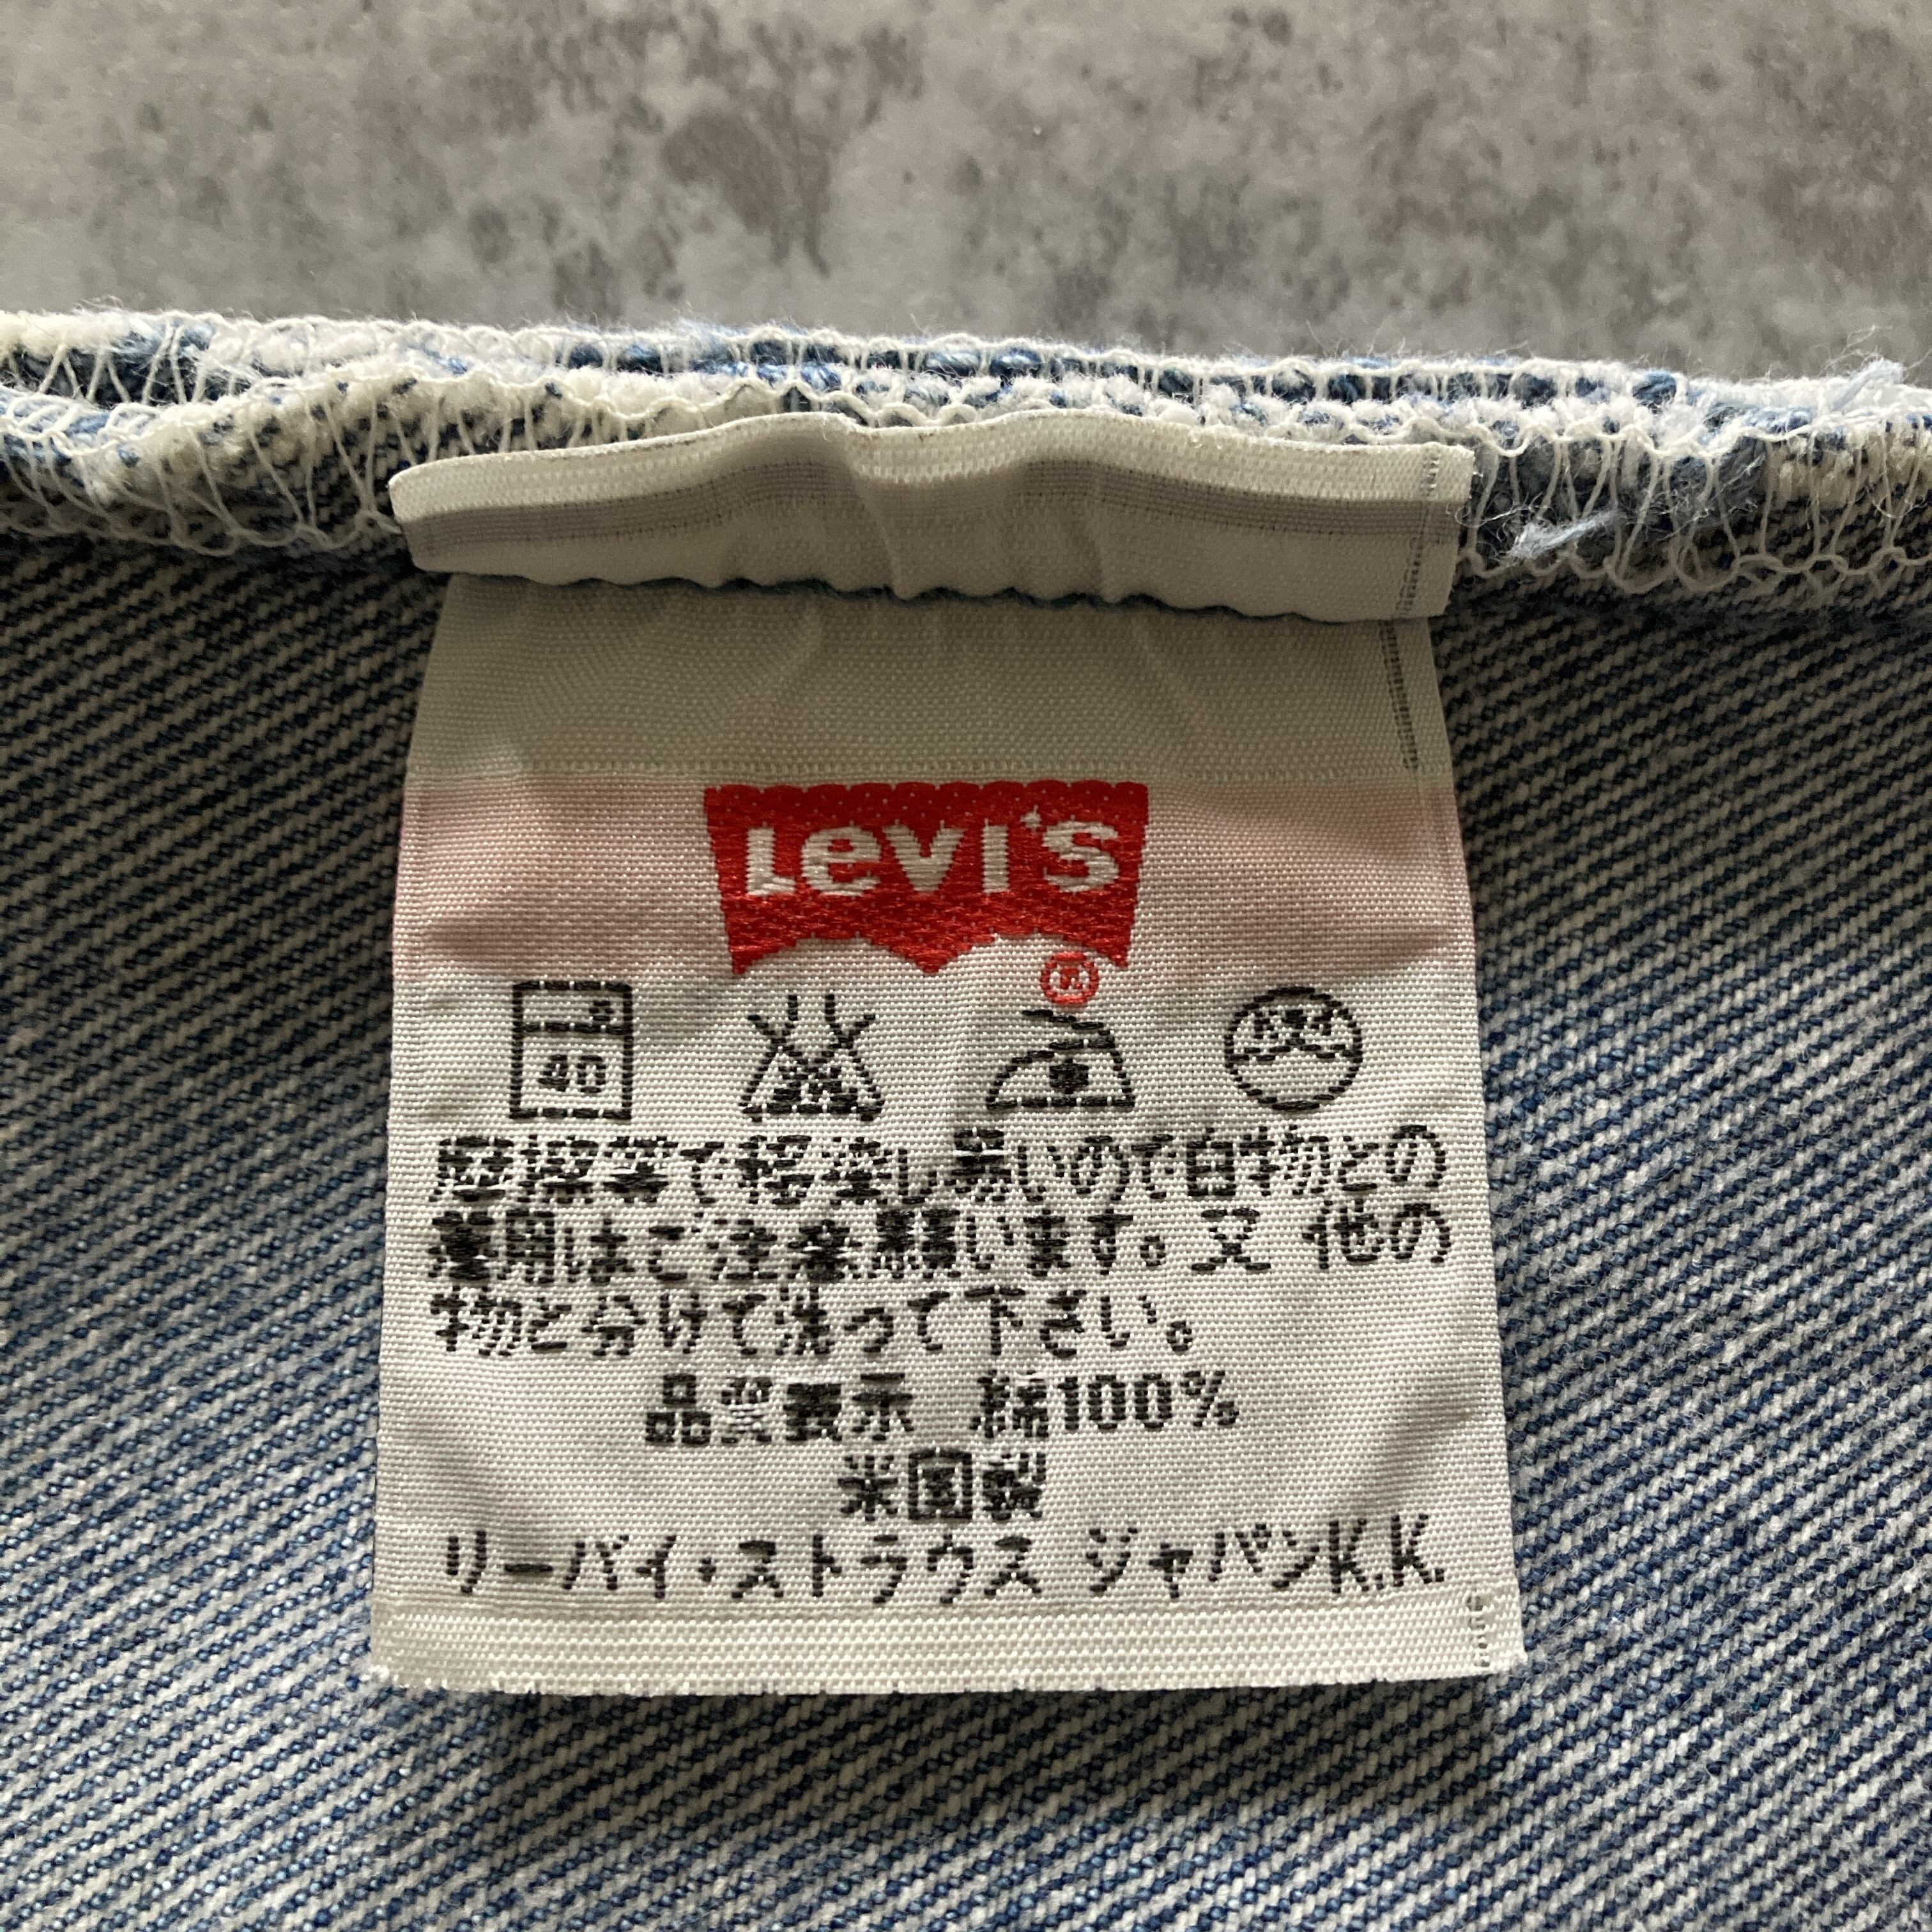 Levi's
®
40
摩擦等で移染し易いので白物との
着用はご注意願います。又 他の
物と分けて洗って下さい。
品質表示 綿100%
米国製
リーバイ・ストラウス ジャパンK.K.